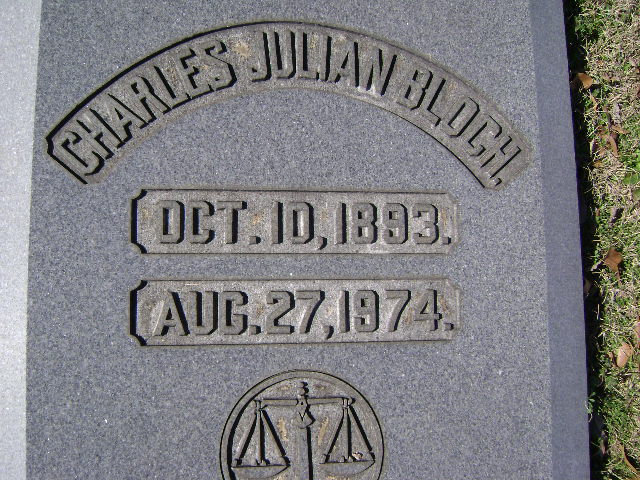 CHARLES JULIAN BLOCH.
OCT. 10, 1893.
AUG. 27, 1974.